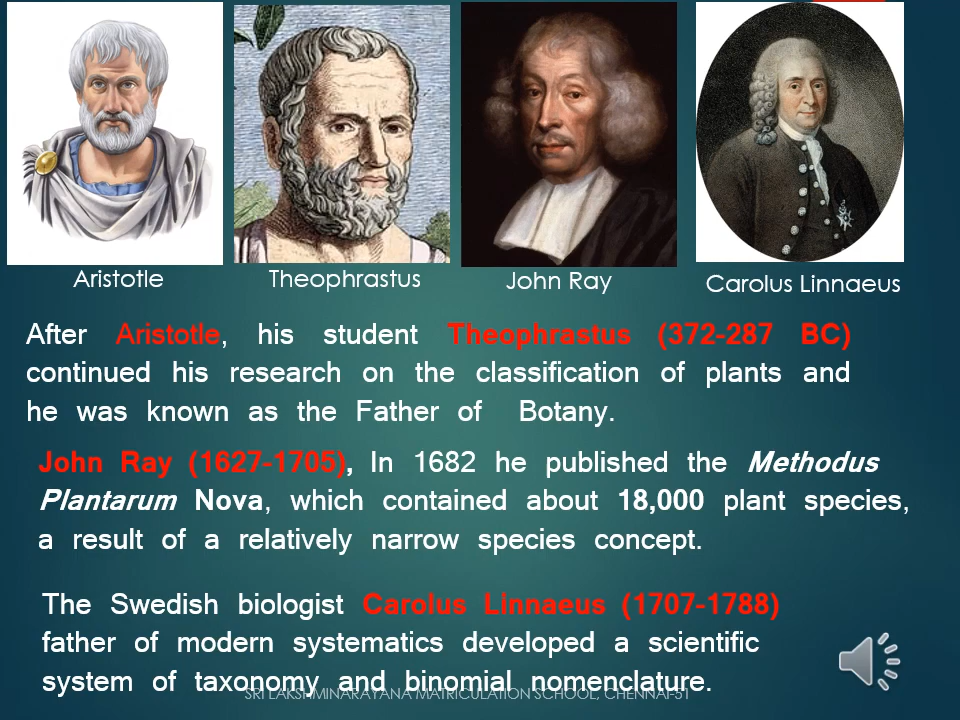 Aristotle
Theophrastus
John Ray
Carolus Linnaeus
After Aristotle, his student Theophrastus (372-287 BC)
continued his research on the classification of plants and
he was known as the Father of Botany.
John Ray (1627-1705), In 1682 he published the Methodus
Plantarum Nova, which contained about 18,000 plant species,
a result of a relatively narrow species concept.
The Swedish biologist Carolus Linnaeus (1707-1788)
father of modern systematics developed a scientific
system of taxonomy and binomial nomenclature.
SRI LAKSHMINARAYANA MATRICULATION SCHOOL, CHENNAI-51